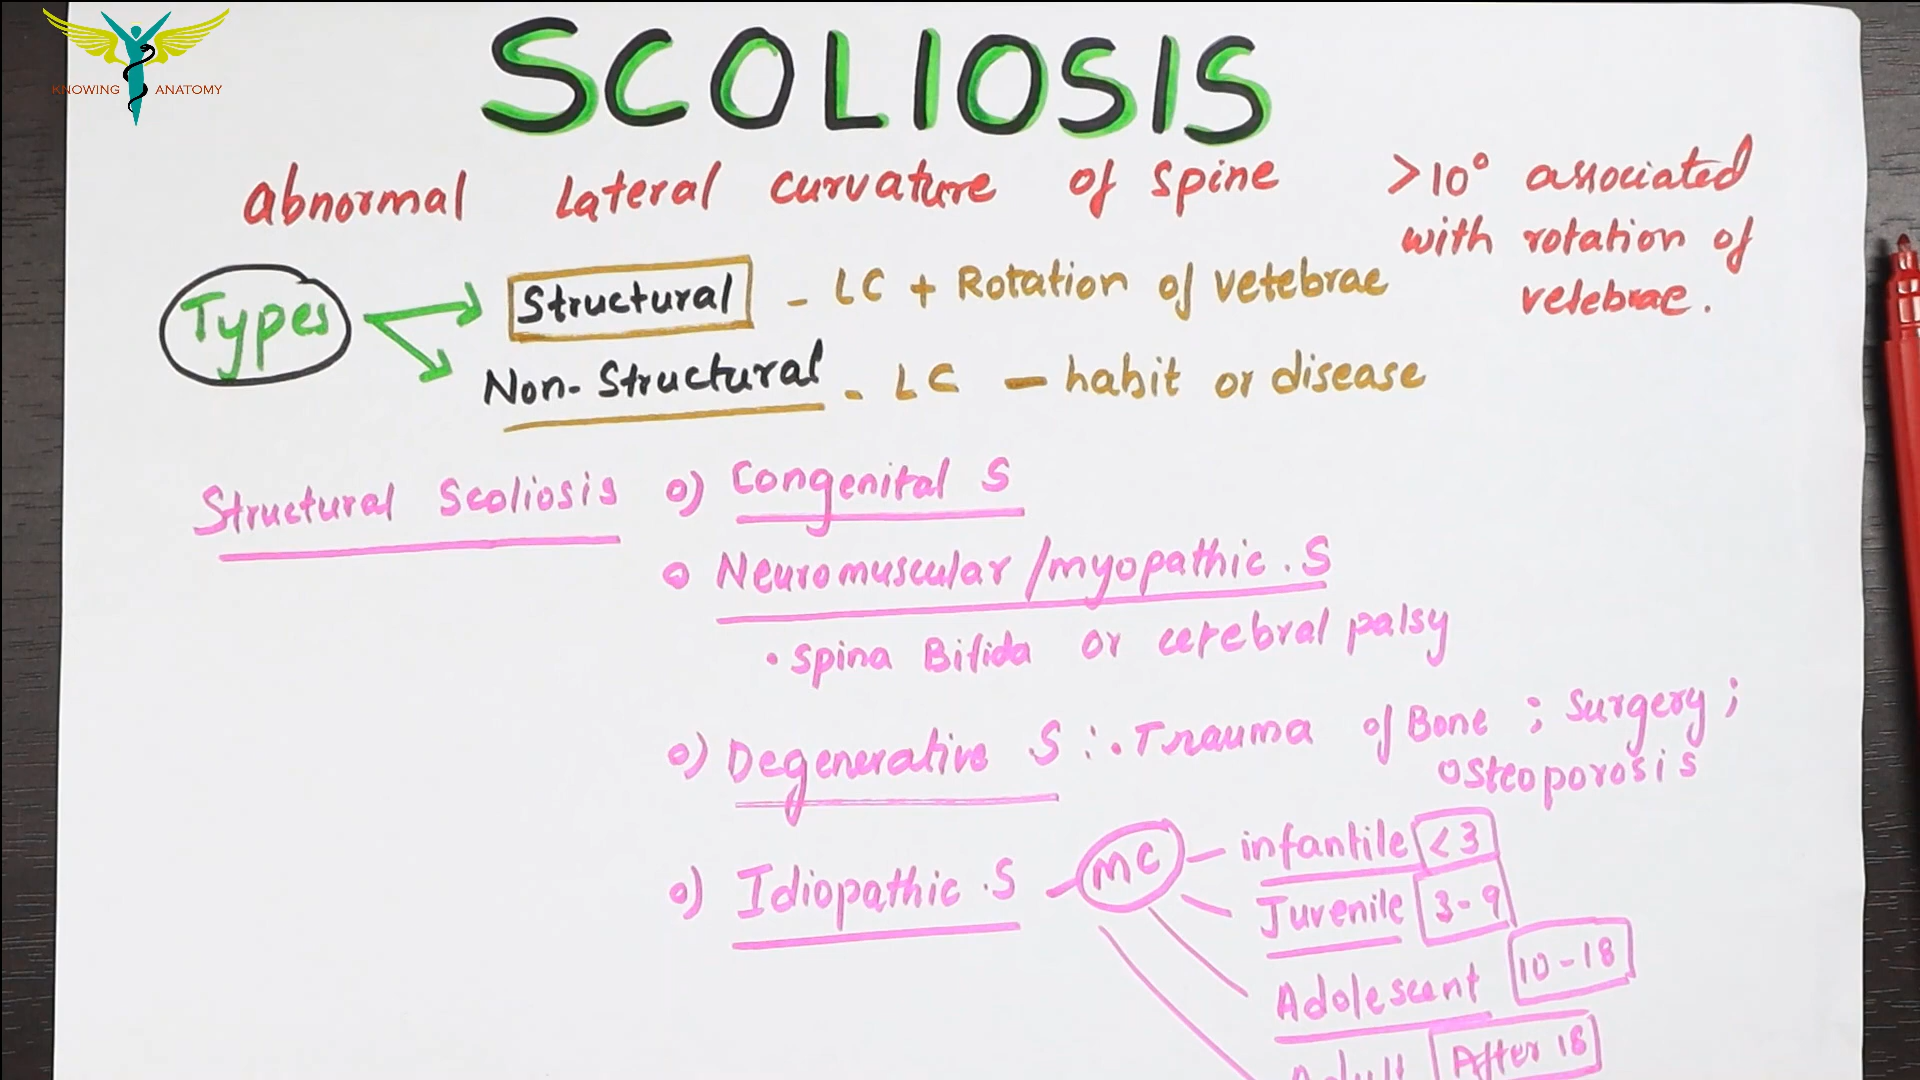 KNOWING ANATOMY
SCOLIOSIS
abnormal lateral curvature of spine >10° associated
with rotation of
velebrae.
Types
Structural - LC + Rotation of vetebrae
Non-Structural - LC - habit or disease
Structural Scoliosis o) Congenital S
o Neuromuscular/myopathic.S
• spina Bifida or cerebral palsy
o) Degenerative S:. Trauma of Bone ; surgery ;
osteoporosis
o) Idiopathic.S - MC - infantile <3
Juvenile 3-9
Adolescent 10-18
Adult After 18